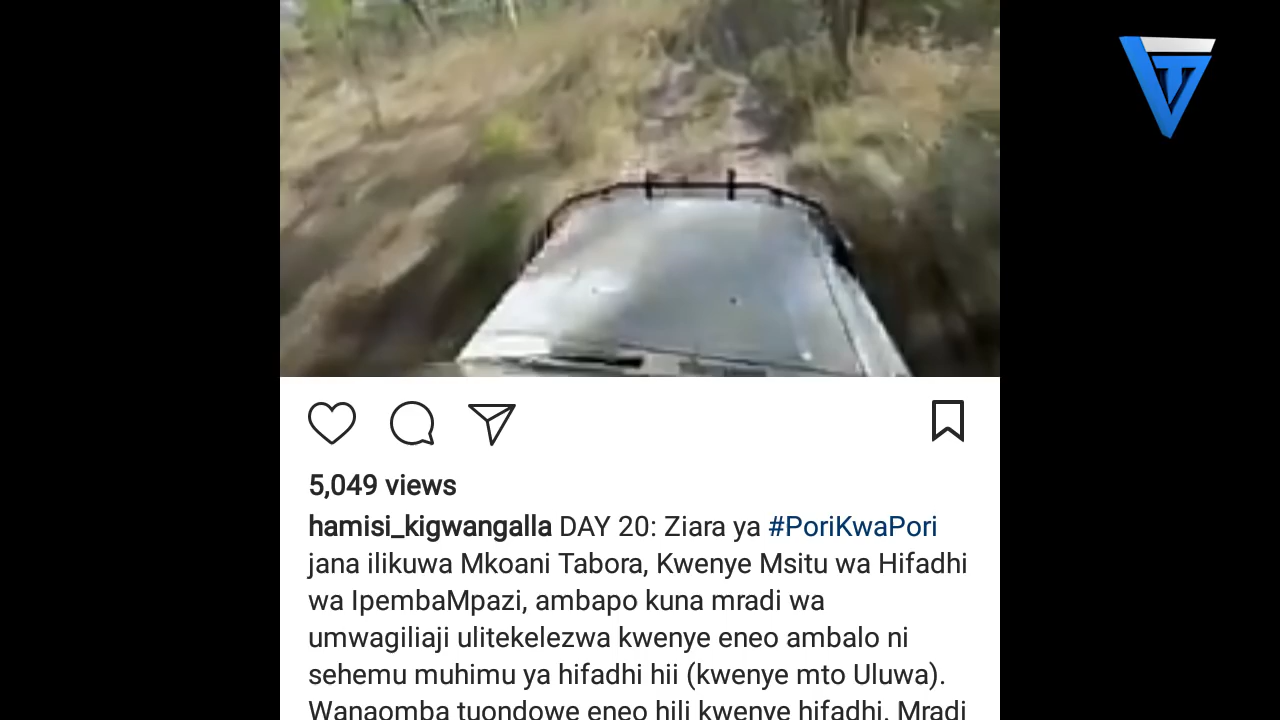 5,049 views
hamisi_kigwangalla DAY 20: Ziara ya #PoriKwaPori
jana ilikuwa Mkoani Tabora, Kwenye Msitu wa Hifadhi
wa IpembaMpazi, ambapo kuna mradi wa
umwagiliaji ulitekelezwa kwenye eneo ambalo ni
sehemu muhimu ya hifadhi hii (kwenye mto Uluwa).
Wanaomba tuondowe eneo hili kwenye hifadhi. Mradi